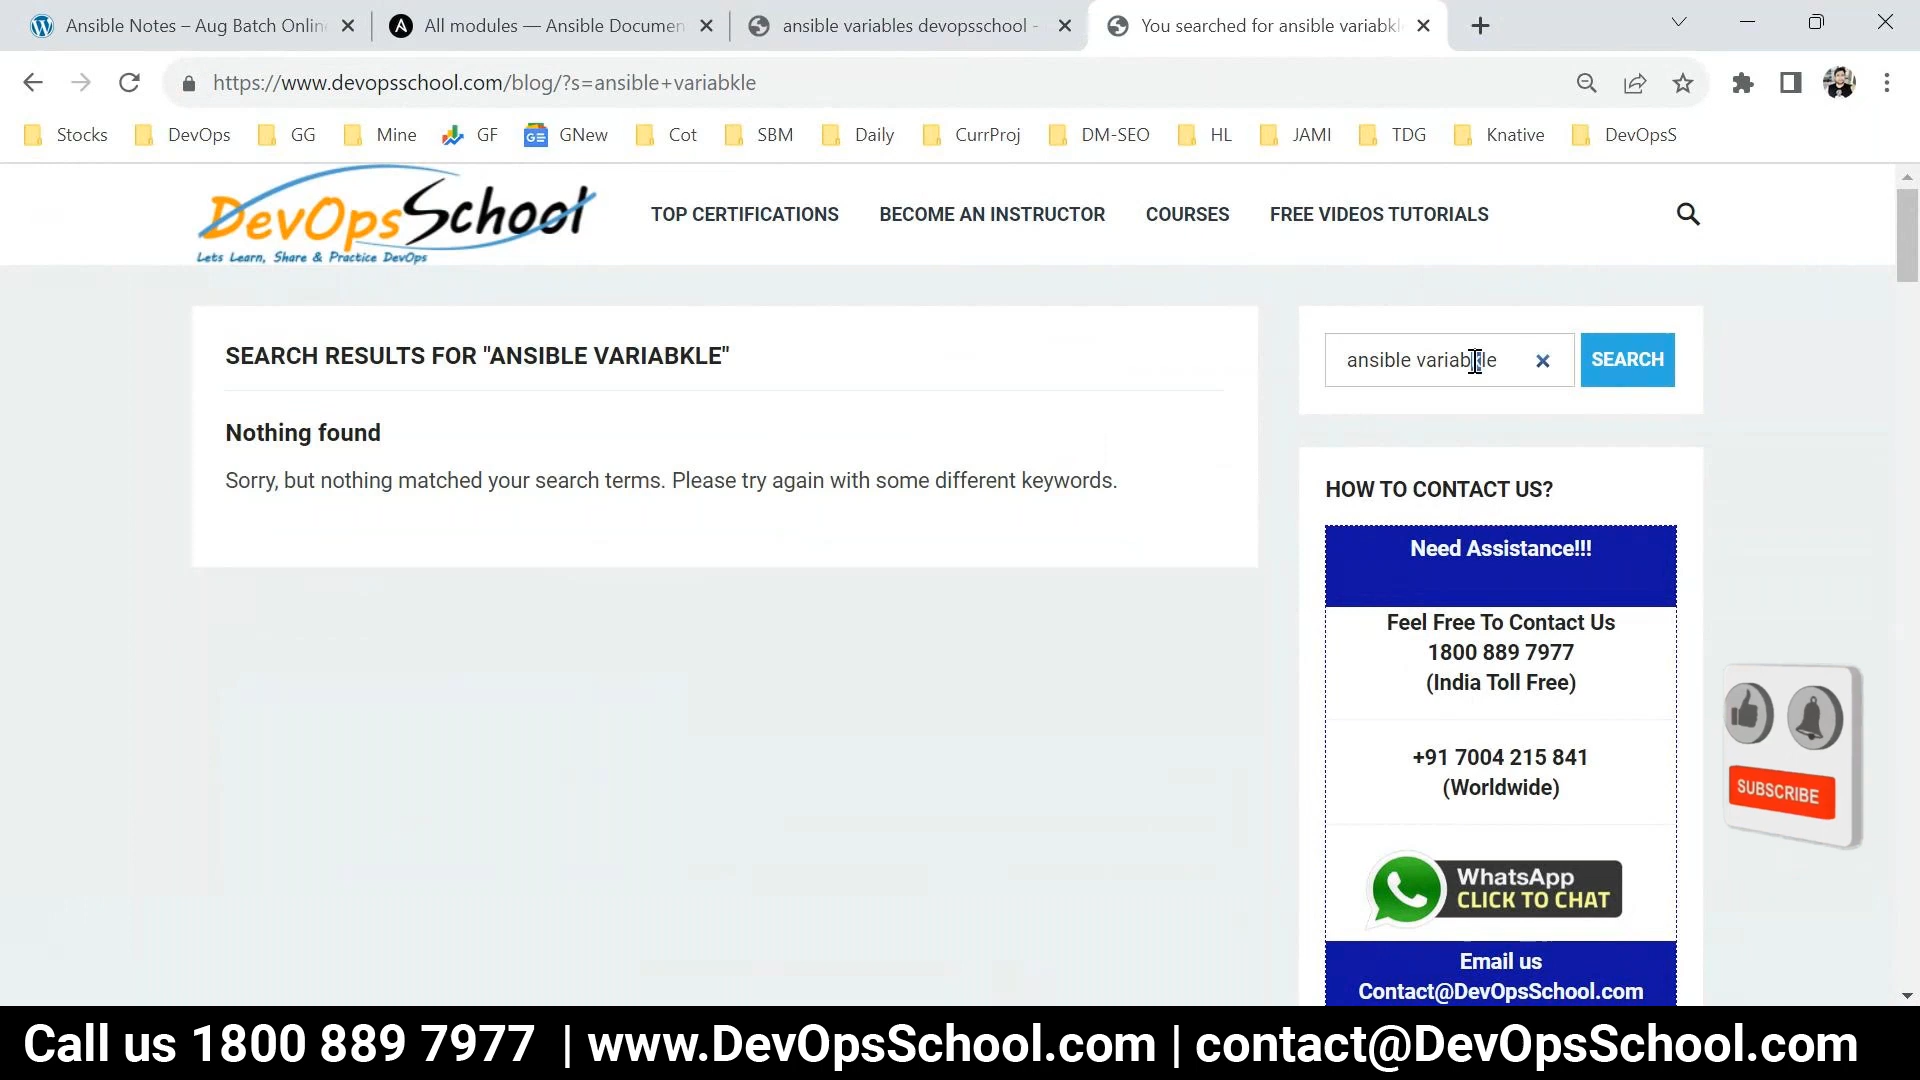 Ansible Notes – Aug Batch Onlin
All modules — Ansible Documen
ansible variables devopsschool -
You searched for ansible variabkl
https://www.devopsschool.com/blog/?s=ansible+variabkle
Stocks
DevOps
GG
Mine
GF
GE
GNew
Cot
SBM
Daily
CurrProj
DM-SEO
HL
JAMI
TDG
Knative
DevOpsS
DevOpsSchool
Lets Learn, Share & Practice DevOps
TOP CERTIFICATIONS
BECOME AN INSTRUCTOR
COURSES
FREE VIDEOS TUTORIALS
SEARCH RESULTS FOR "ANSIBLE VARIABKLE"
Nothing found
Sorry, but nothing matched your search terms. Please try again with some different keywords.
ansible variabkle
SEARCH
HOW TO CONTACT US?
Need Assistance!!!
Feel Free To Contact Us
1800 889 7977
(India Toll Free)
+91 7004 215 841
(Worldwide)
WhatsApp
CLICK TO CHAT
Email us
Contact@DevOpsSchool.com
SUBSCRIBE
Call us 1800 889 7977 | www.DevOpsSchool.com | contact@DevOpsSchool.com